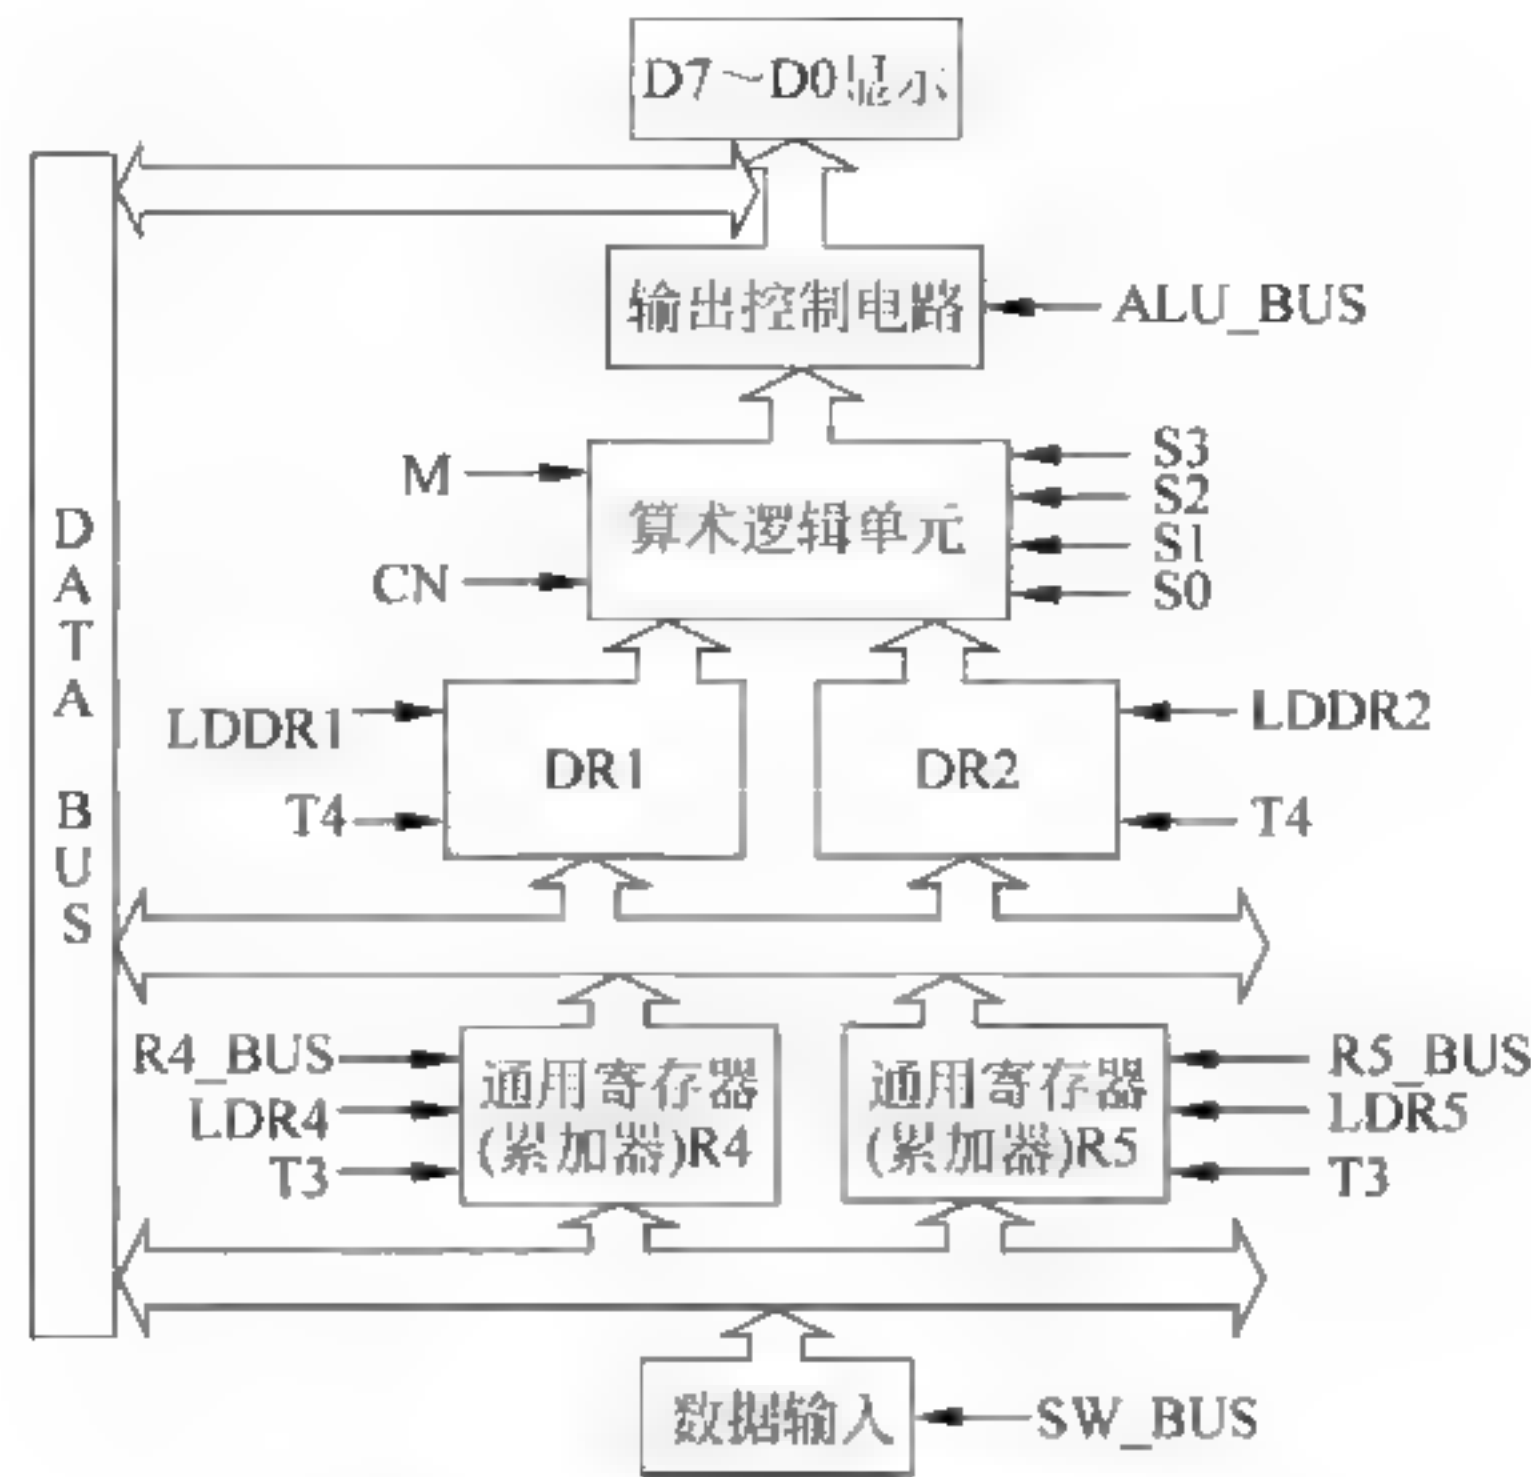 D7～D0显示
输出控制电路
ALU_BUS
M
CN
算术逻辑单元
S3
S2
S1
S0
DATA BUS
LDDR1
T4
DR1
DR2
LDDR2
T4
R4_BUS
LDR4
T3
通用寄存器
(累加器)R4
通用寄存器
(累加器)R5
R5_BUS
LDR5
T3
数据输入
SW_BUS